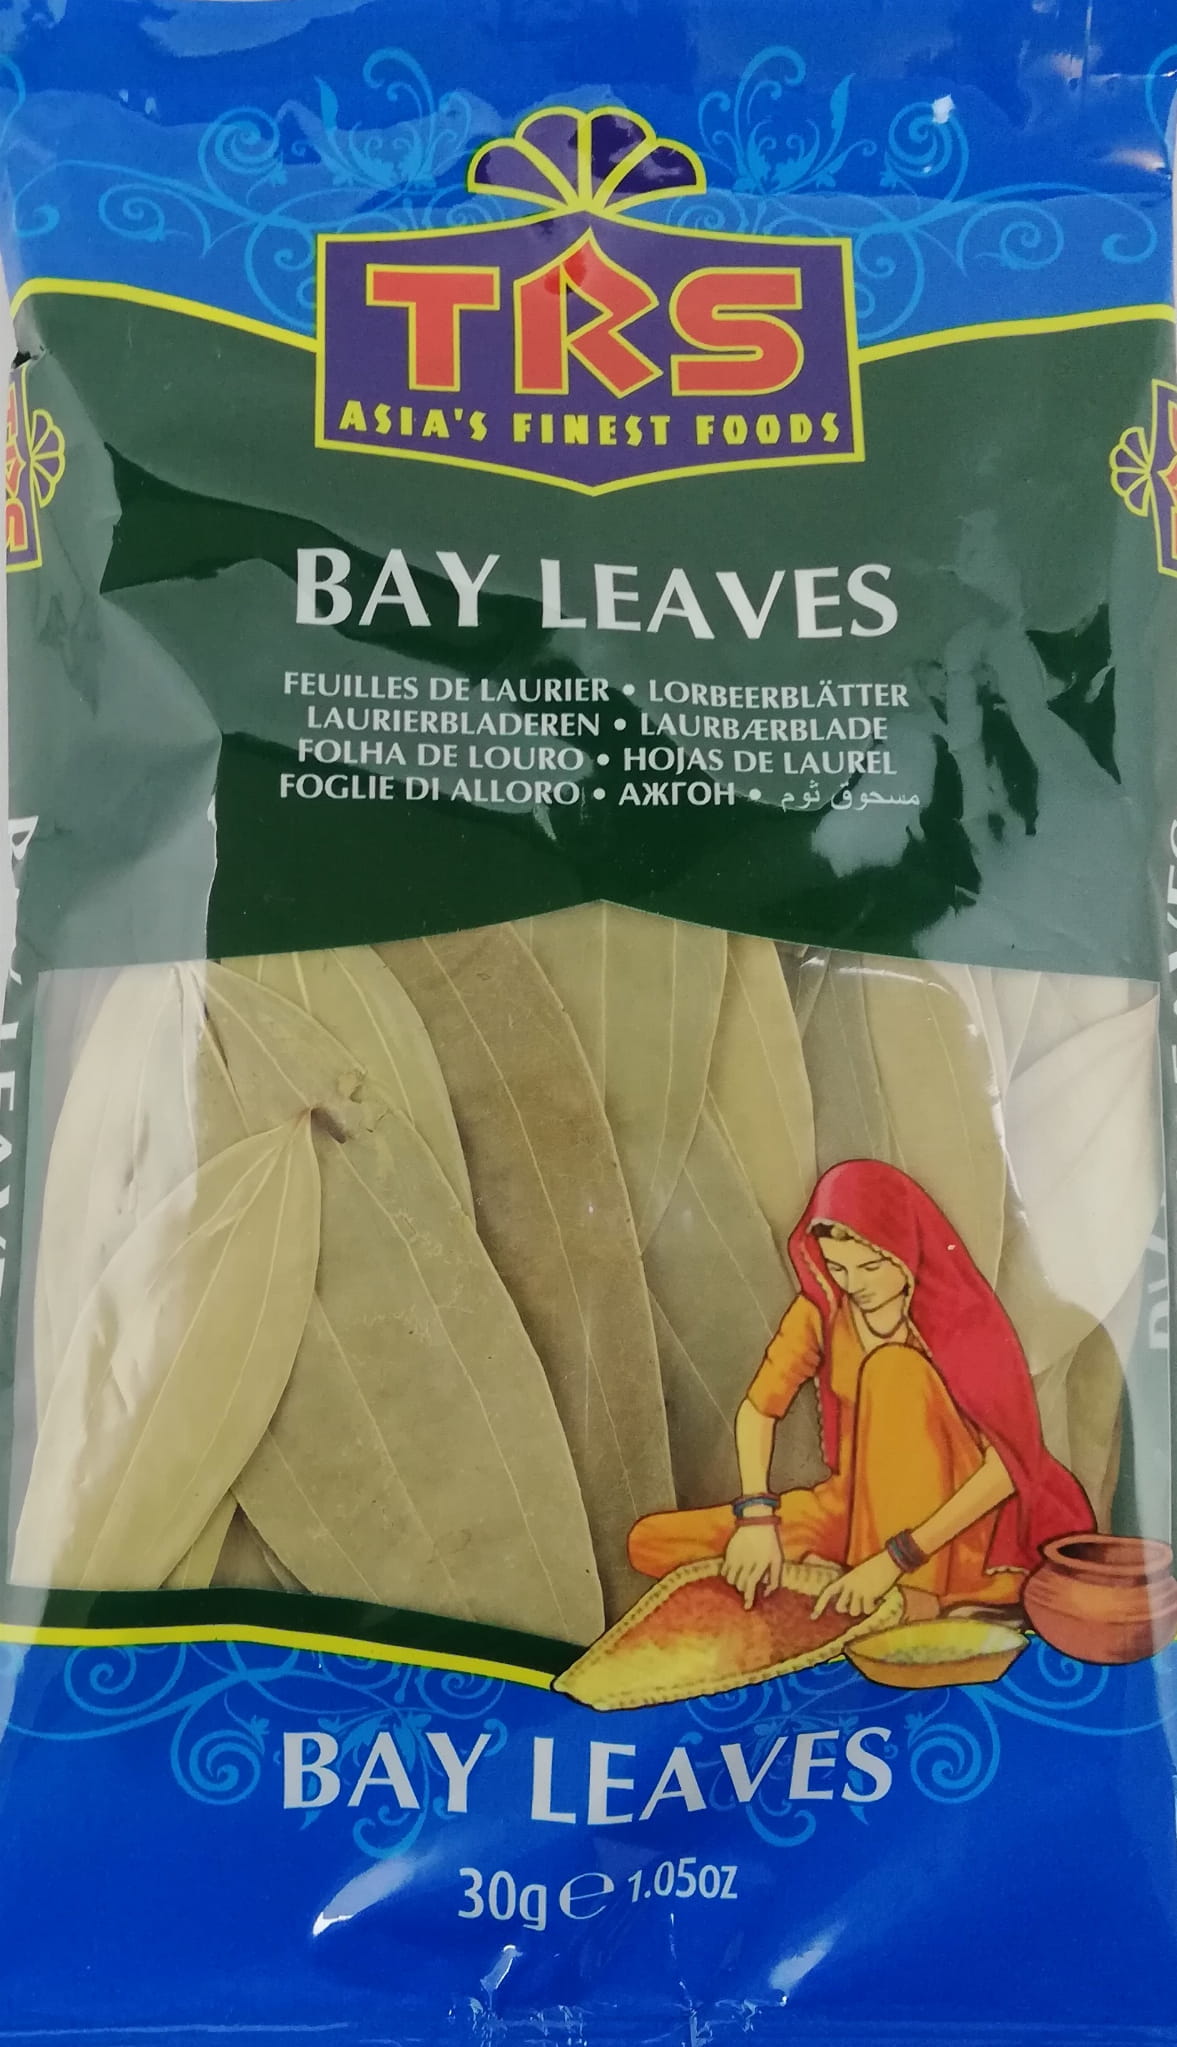 TRS
ASIA'S FINEST FOODS
BAY LEAVES
FEUILLES DE LAURIER • LORBEERBLÄTTER
LAURIERBLADEREN • LAURBÆRBLADE
FOLHA DE LOURO • HOJAS DE LAUREL
FOGLIE DI ALLORO • АЖГОН • مسحوق ثوم
BAY LEAVES
30g ℮ 1.05oz